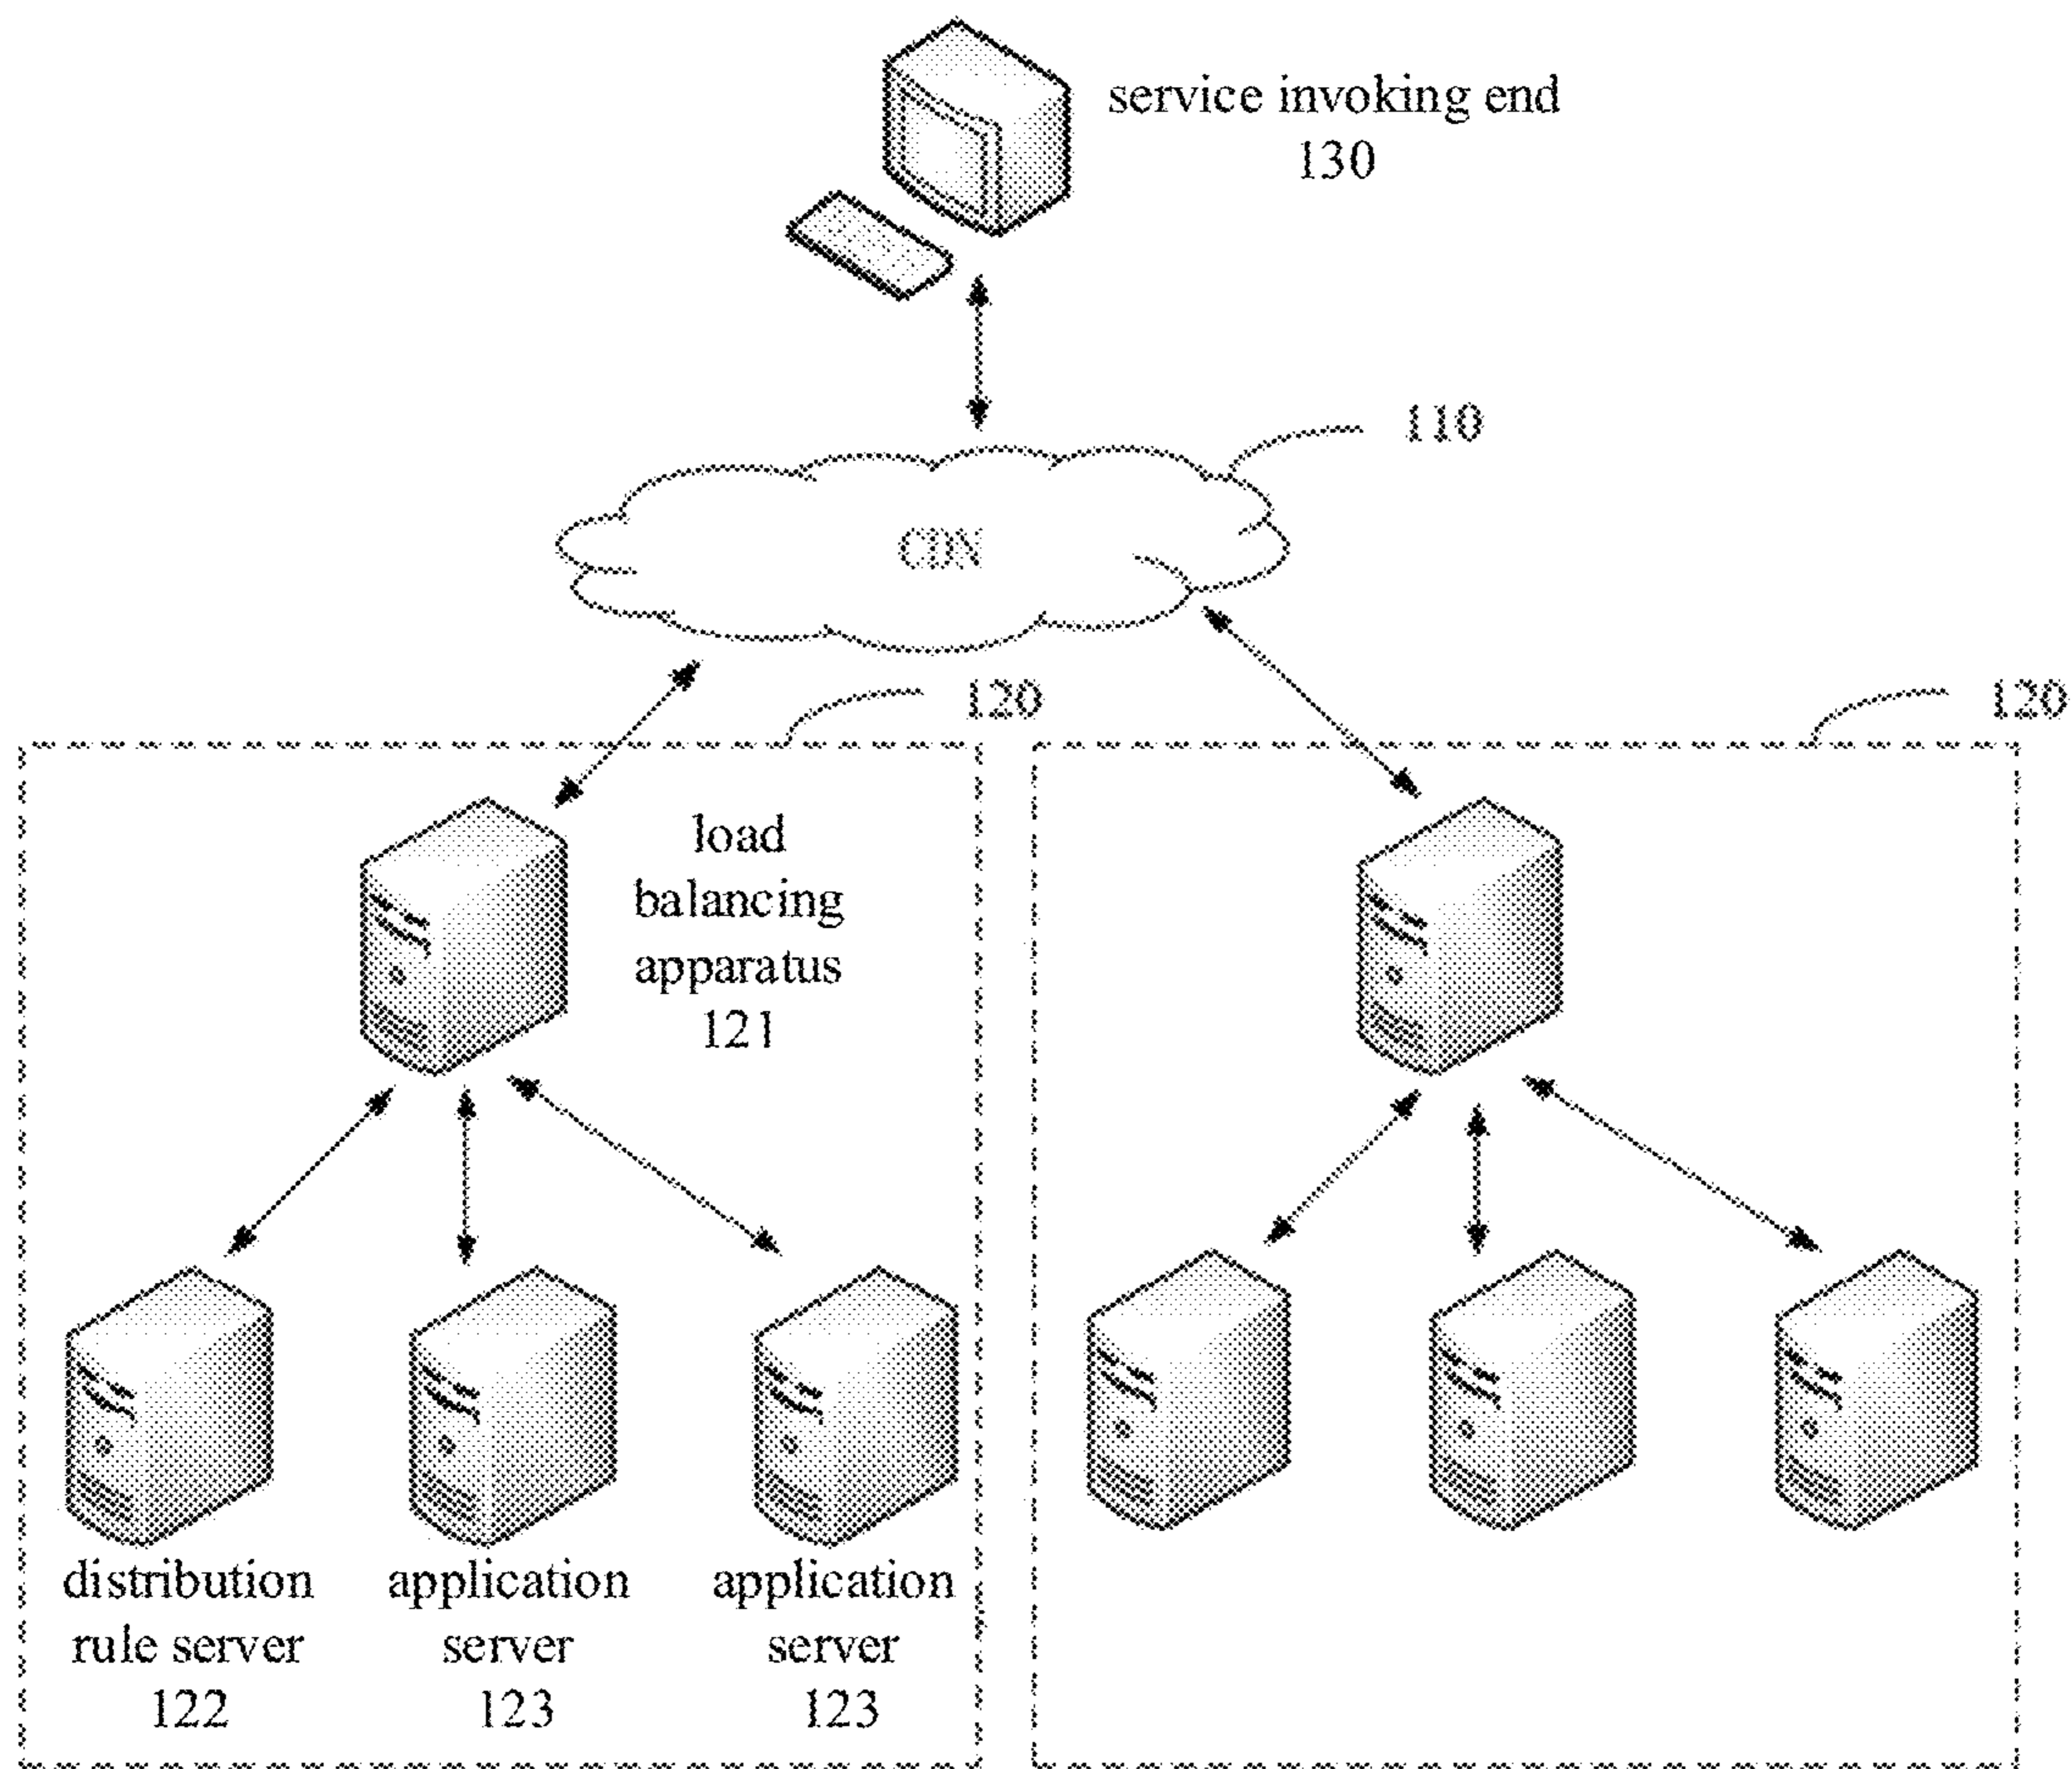 service invoking end
130
110
CDN
120
120
load
balancing
apparatus
121
distribution
rule server
122
application
server
123
application
server
123